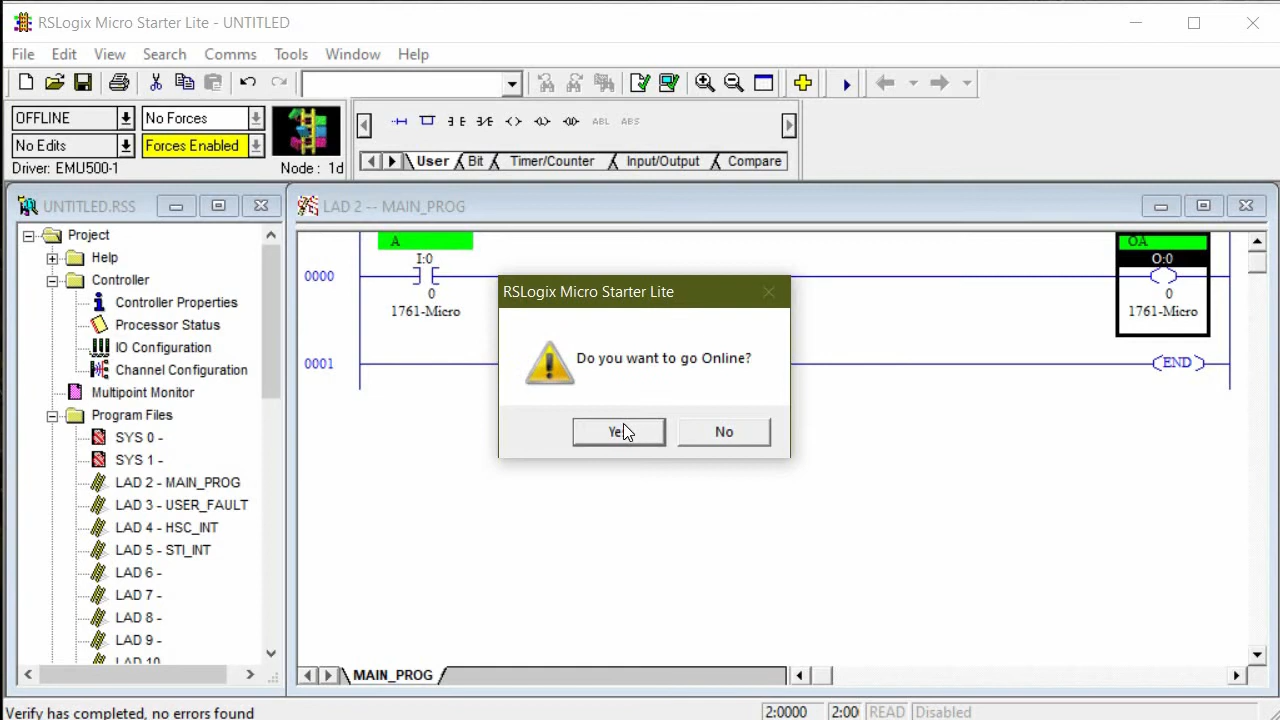 RSLogix Micro Starter Lite - UNTITLED
File Edit View Search Comms Tools Window Help
OFFLINE No Forces
No Edits Forces Enabled
Driver: EMU500-1 Node: 1d
ABL ABS
User Bit Timer/Counter Input/Output Compare
UNTITLED.RSS
Project
Help
Controller
Controller Properties
Processor Status
IO Configuration
Channel Configuration
Multipoint Monitor
Program Files
SYS 0 -
SYS 1 -
LAD 2 - MAIN_PROG
LAD 3 - USER_FAULT
LAD 4 - HSC_INT
LAD 5 - STI_INT
LAD 6 -
LAD 7 -
LAD 8 -
LAD 9 -
LAD 10
LAD 2 -- MAIN_PROG
A OA
I:0 O:0
0000
0 0
1761-Micro 1761-Micro
0001 END
RSLogix Micro Starter Lite
Do you want to go Online?
No
MAIN_PROG
Verify has completed, no errors found 2:0000 2:00 READ Disabled